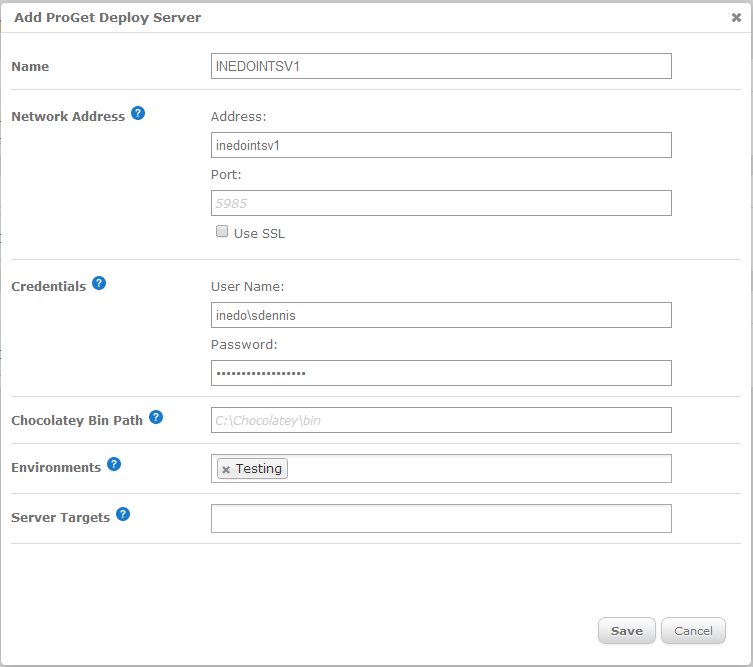 Add ProGet Deploy Server
Name
INEDOINTSV1
Network Address ?
Address:
inedointsv1
Port:
5985
Use SSL
Credentials ?
User Name:
inedo\sdennis
Password:
••••••••••••••••••
Chocolatey Bin Path ?
C:\Chocolatey\bin
Environments ?
× Testing
Server Targets ?
Save
Cancel